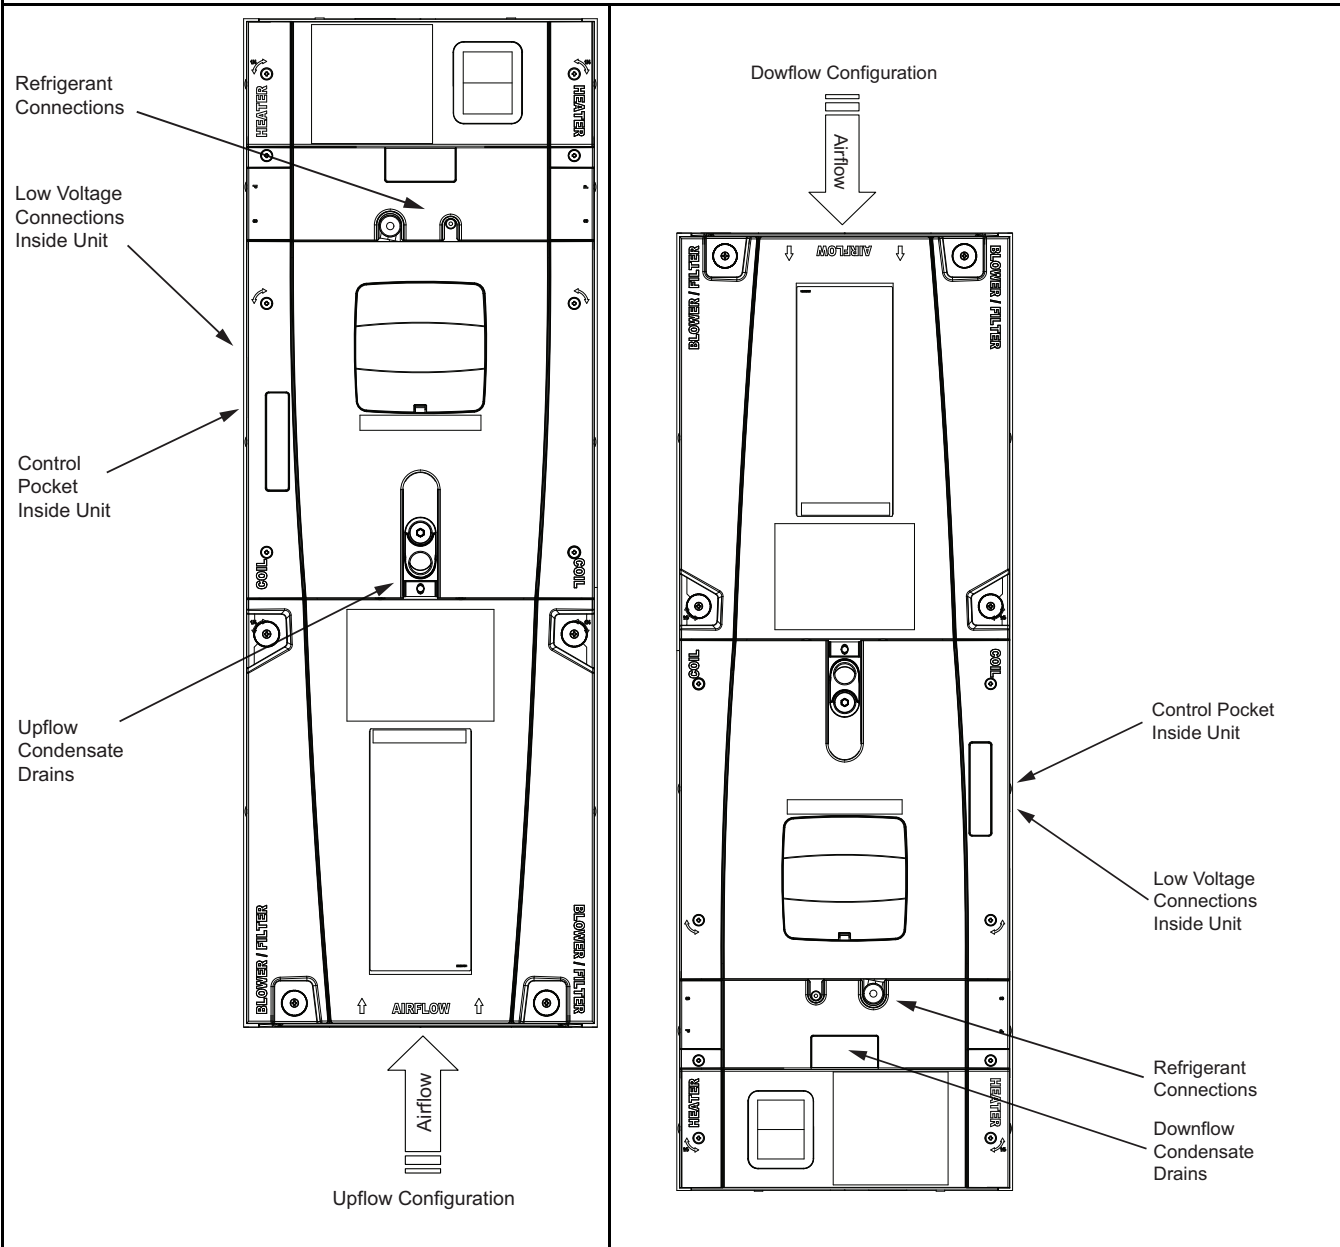 Refrigerant
Connections
Low Voltage
Connections
Inside Unit
Control
Pocket
Inside Unit
Upflow
Condensate
Drains
HEATER
HEATER
COIL
COIL
BLOWER / FILTER
BLOWER / FILTER
AIRFLOW
Airflow
Upflow Configuration
Dowflow Configuration
Airflow
AIRFLOW
BLOWER / FILTER
BLOWER / FILTER
COIL
COIL
Control Pocket
Inside Unit
Low Voltage
Connections
Inside Unit
Refrigerant
Connections
Downflow
Condensate
Drains
HEATER
HEATER